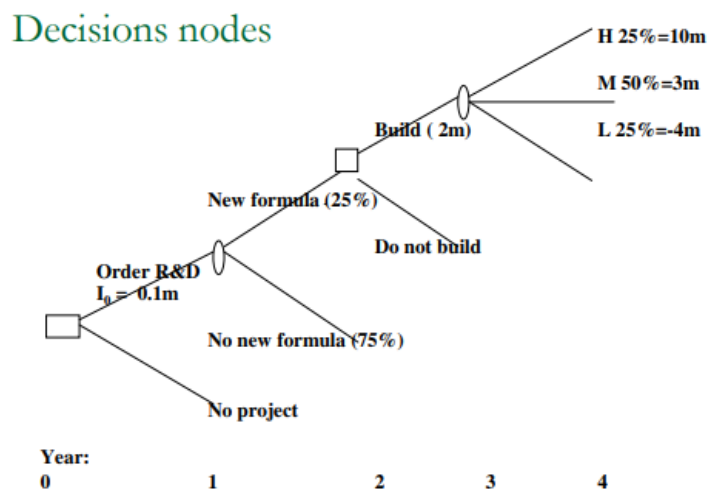 Decisions nodes
H 25%=10m
M 50%=3m
Build ( 2m)
L 25%=-4m
New formula (25%)
Do not build
Order R&D
I₀ = 0.1m
No new formula (75%)
No project
Year:
0 1 2 3 4